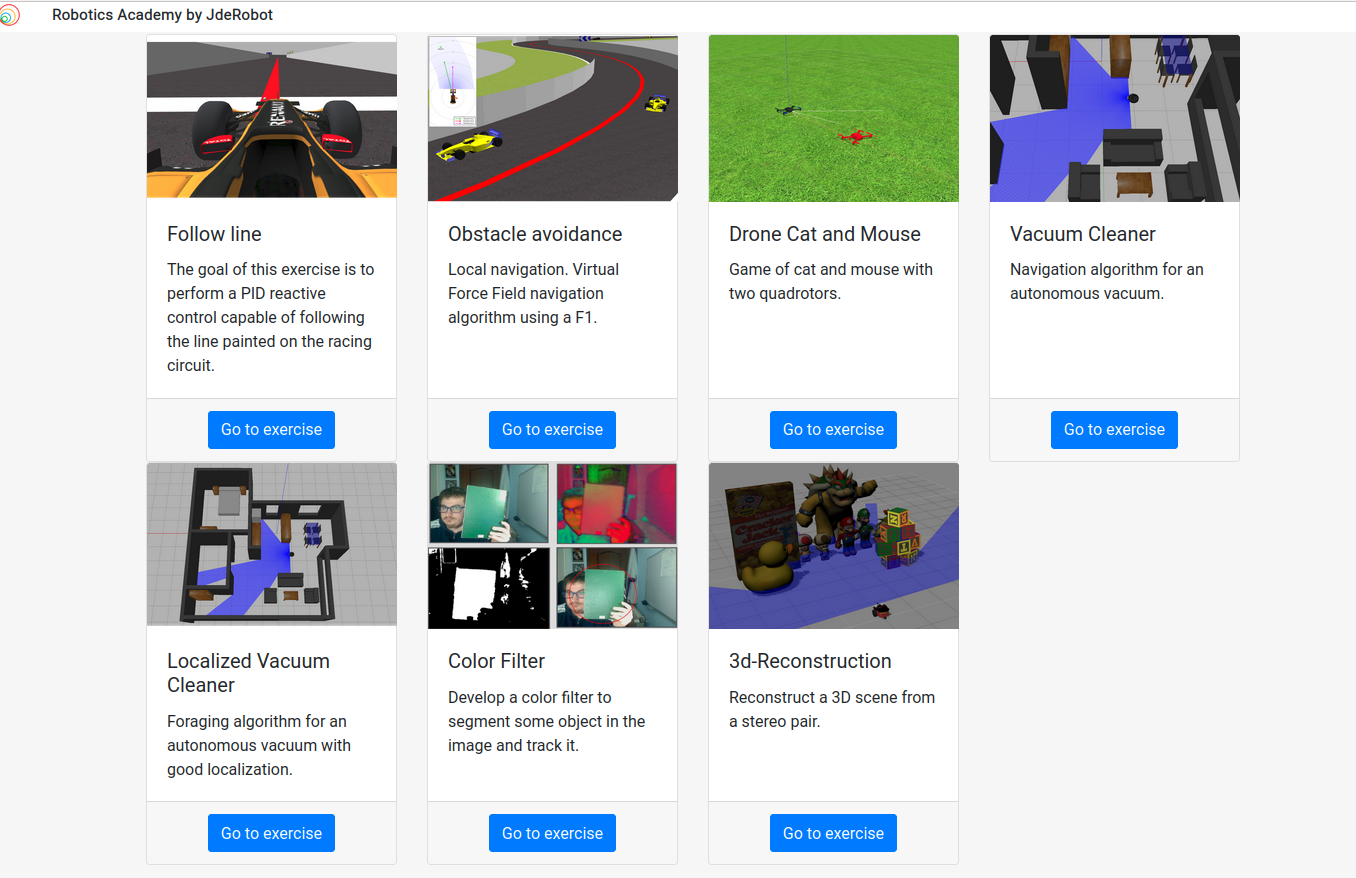 Robotics Academy by JdeRobot
RENAULT
TOTAL
TOTAL
Follow line
The goal of this exercise is to
perform a PID reactive
control capable of following
the line painted on the racing
circuit.
Go to exercise
Obstacle avoidance
Local navigation. Virtual
Force Field navigation
algorithm using a F1.
Go to exercise
Drone Cat and Mouse
Game of cat and mouse with
two quadrotors.
Go to exercise
Vacuum Cleaner
Navigation algorithm for an
autonomous vacuum.
Go to exercise
Localized Vacuum
Cleaner
Foraging algorithm for an
autonomous vacuum with
good localization.
Go to exercise
Color Filter
Develop a color filter to
segment some object in the
image and track it.
Go to exercise
3d-Reconstruction
Reconstruct a 3D scene from
a stereo pair.
Go to exercise